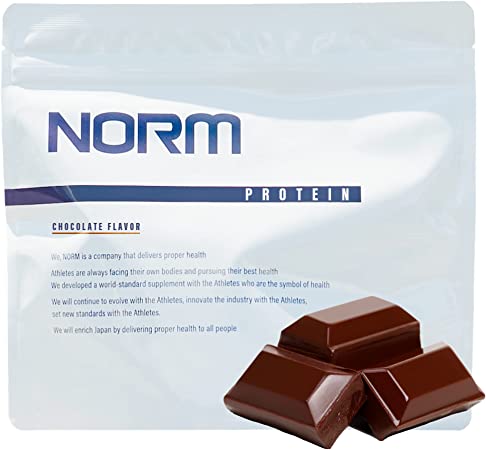 NORM
PROTEIN
CHOCOLATE FLAVOR
We, NORM is a company that delivers proper health
Athletes are always facing their own bodies and pursuing their best health
We developed a world-standard supplement with the Athletes who are the symbol of health
We will continue to evolve with the Athletes, innovate the industry with the Athletes,
set new standards with the Athletes.
We will enrich Japan by delivering proper health to all people